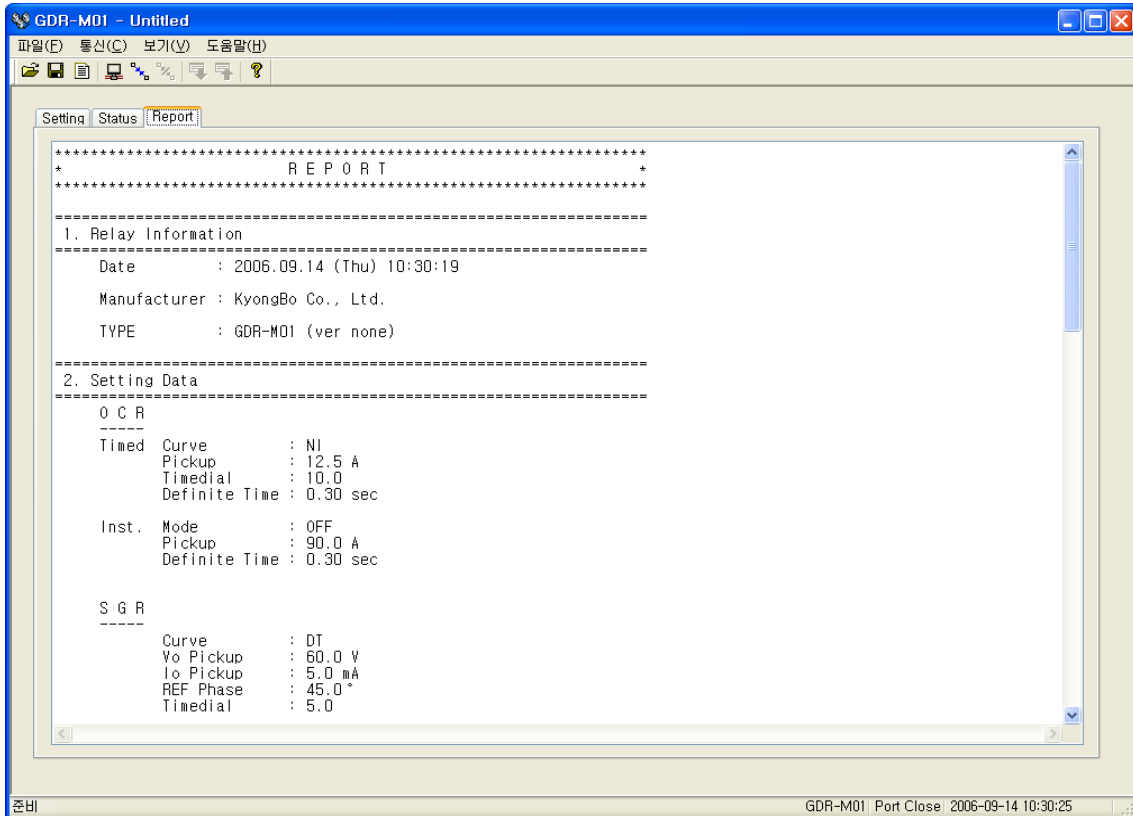 GDR-M01 - Untitled
파일(F) 통신(C) 보기(V) 도움말(H)
Setting Status Report
******************************************************************
* R E P O R T *
******************************************************************
==================================================================
1. Relay Information
==================================================================
Date : 2006.09.14 (Thu) 10:30:19
Manufacturer : KyongBo Co., Ltd.
TYPE : GDR-M01 (ver none)
==================================================================
2. Setting Data
==================================================================
O C R
-----
Timed Curve : NI
Pickup : 12.5 A
Timedial : 10.0
Definite Time : 0.30 sec
Inst. Mode : OFF
Pickup : 90.0 A
Definite Time : 0.30 sec
S G R
-----
Curve : DT
Vo Pickup : 60.0 V
Io Pickup : 5.0 mA
REF Phase : 45.0˚
Timedial : 5.0
준비 GDR-M01 Port Close 2006-09-14 10:30:25